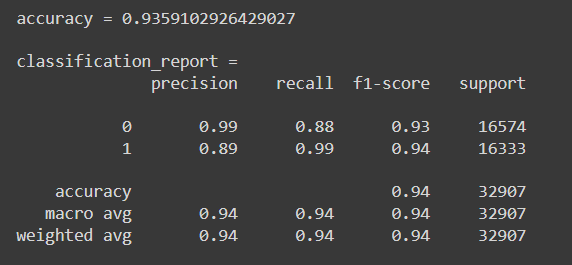 accuracy = 0.9359102926429027
classification_report =
precision recall f1-score support
0 0.99 0.88 0.93 16574
1 0.89 0.99 0.94 16333
accuracy 0.94 32907
macro avg 0.94 0.94 0.94 32907
weighted avg 0.94 0.94 0.94 32907